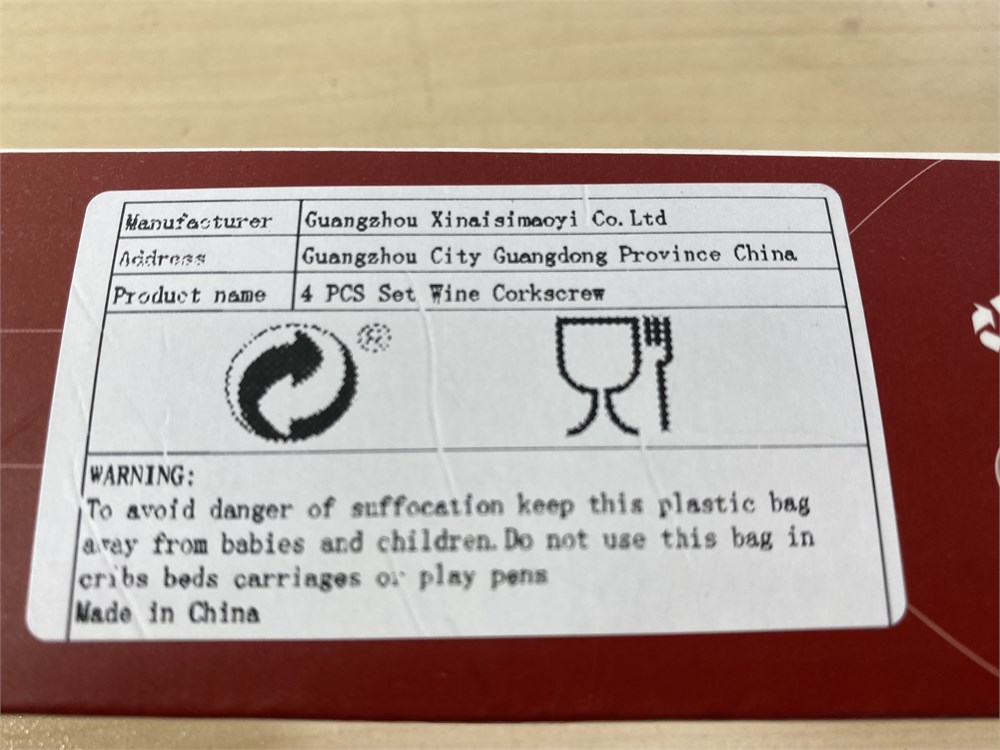 Manufacturer Guangzhou Xinaisimaoyi Co.Ltd
Address Guangzhou City Guangdong Province China
Product name 4 PCS Set Wine Corkscrew
®
WARNING:
To avoid danger of suffocation keep this plastic bag
away from babies and children.Do not use this bag in
cribs beds carriages or play pens
Made in China